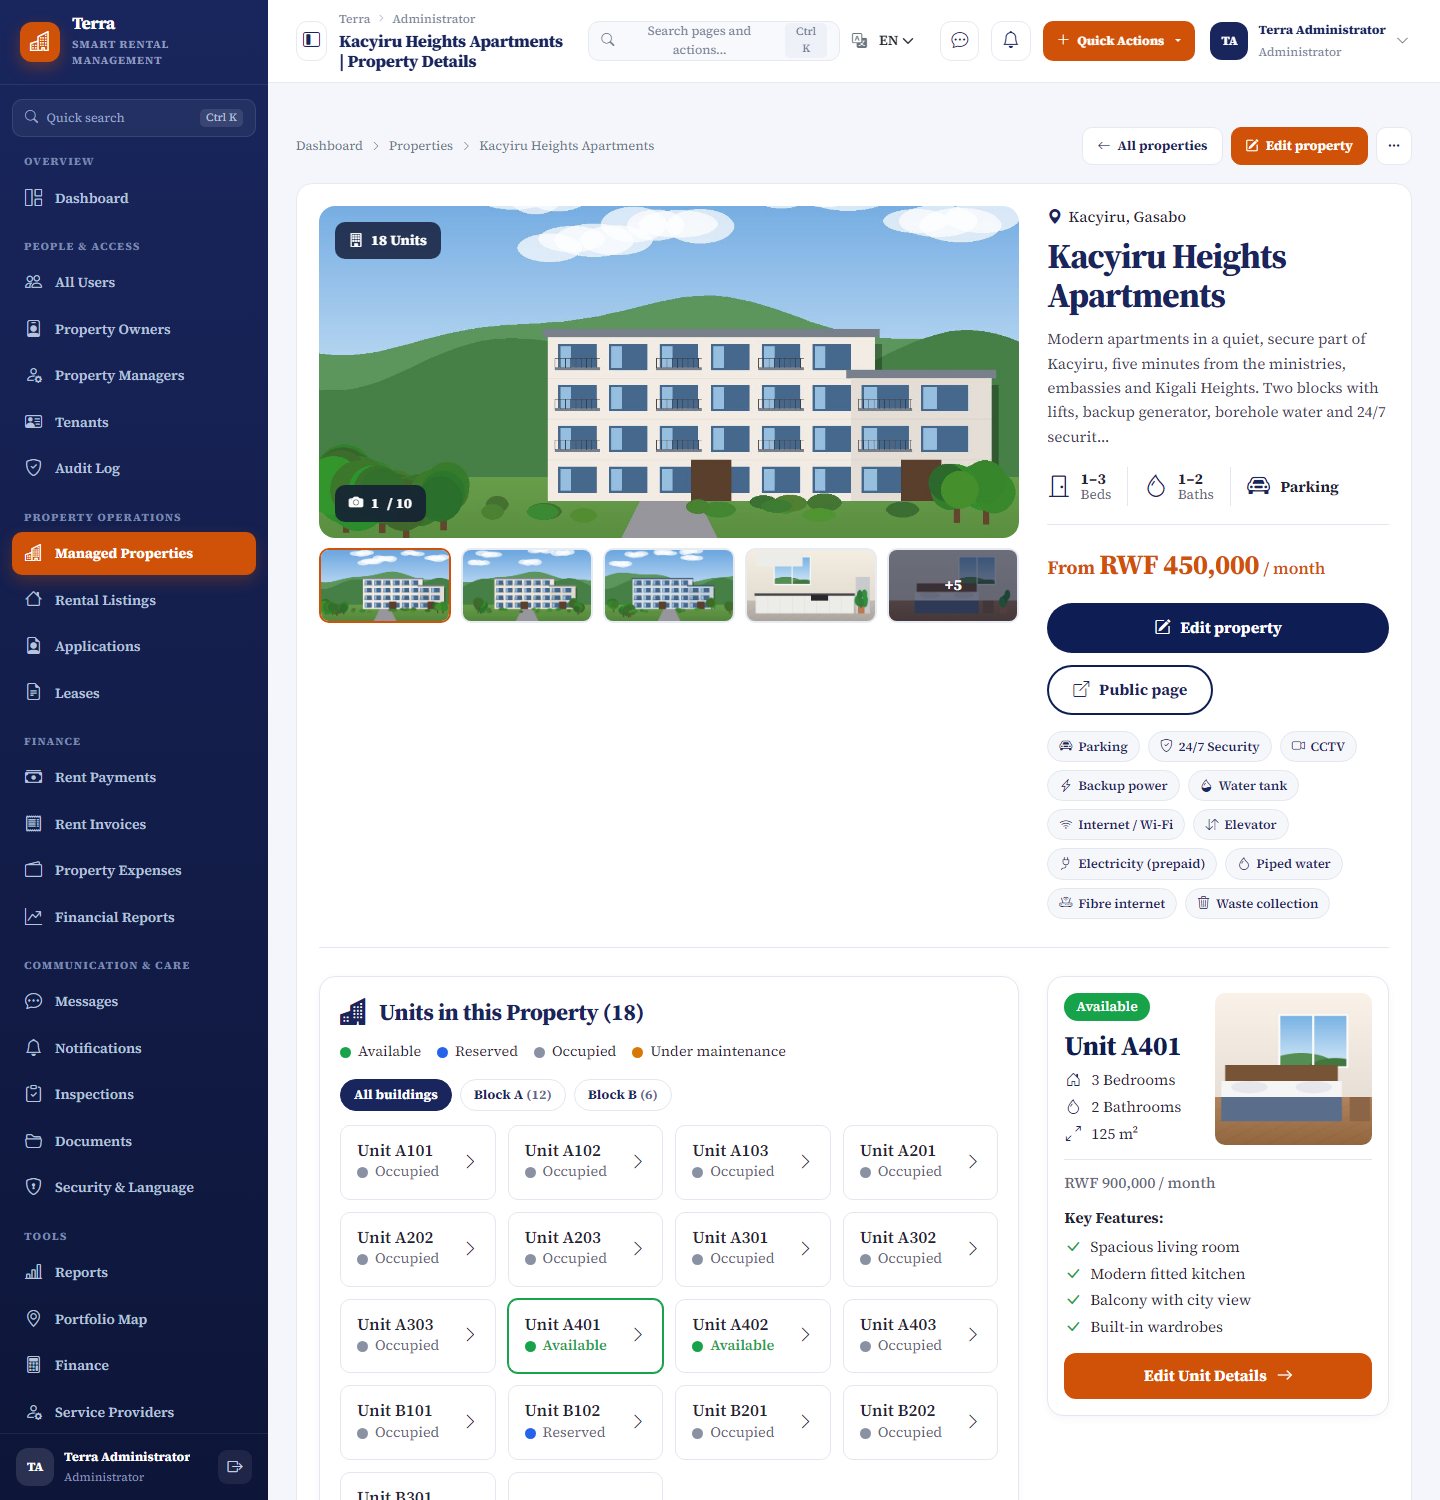 Terra
SMART RENTAL
MANAGEMENT
Quick search
Ctrl K
OVERVIEW
Dashboard
PEOPLE & ACCESS
All Users
Property Owners
Property Managers
Tenants
Audit Log
PROPERTY OPERATIONS
Managed Properties
Rental Listings
Applications
Leases
FINANCE
Rent Payments
Rent Invoices
Property Expenses
Financial Reports
COMMUNICATION & CARE
Messages
Notifications
Inspections
Documents
Security & Language
TOOLS
Reports
Portfolio Map
Finance
Service Providers
TA
Terra Administrator
Administrator
Terra
Administrator
Kacyiru Heights Apartments
| Property Details
Search pages and
actions...
Ctrl
K
EN
Quick Actions
TA
Terra Administrator
Administrator
Dashboard
Properties
Kacyiru Heights Apartments
All properties
Edit property
18 Units
1 / 10
+5
Kacyiru, Gasabo
Kacyiru Heights
Apartments
Modern apartments in a quiet, secure part of
Kacyiru, five minutes from the ministries,
embassies and Kigali Heights. Two blocks with
lifts, backup generator, borehole water and 24/7
securit...
1–3
Beds
1–2
Baths
Parking
From RWF 450,000 / month
Edit property
Public page
Parking
24/7 Security
CCTV
Backup power
Water tank
Internet / Wi-Fi
Elevator
Electricity (prepaid)
Piped water
Fibre internet
Waste collection
Units in this Property (18)
Available
Reserved
Occupied
Under maintenance
All buildings
Block A (12)
Block B (6)
Unit A101
Occupied
Unit A102
Occupied
Unit A103
Occupied
Unit A201
Occupied
Unit A202
Occupied
Unit A203
Occupied
Unit A301
Occupied
Unit A302
Occupied
Unit A303
Occupied
Unit A401
Available
Unit A402
Available
Unit A403
Occupied
Unit B101
Occupied
Unit B102
Reserved
Unit B201
Occupied
Unit B202
Occupied
Unit B301
Available
Unit A401
3 Bedrooms
2 Bathrooms
125 m²
RWF 900,000 / month
Key Features:
Spacious living room
Modern fitted kitchen
Balcony with city view
Built-in wardrobes
Edit Unit Details